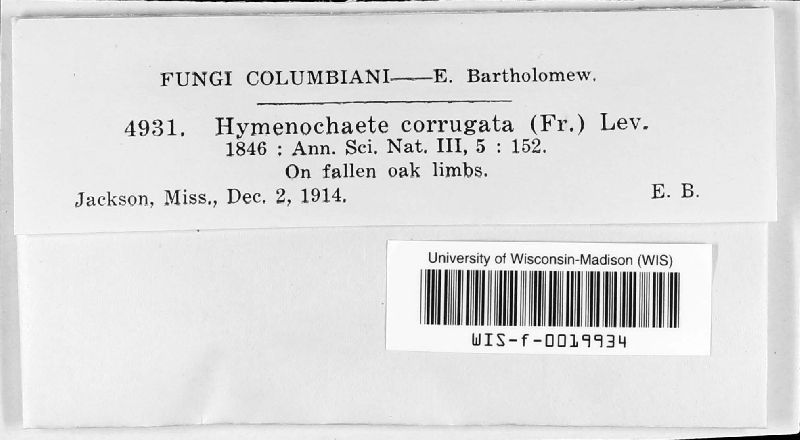 FUNGI COLUMBIANI——E. Bartholomew.
4931. Hymenochaete corrugata (Fr.) Lev.
1846 : Ann. Sci. Nat. III, 5 : 152.
On fallen oak limbs.
Jackson, Miss., Dec. 2, 1914. E. B.
University of Wisconsin-Madison (WIS)
WIS-f-0019934